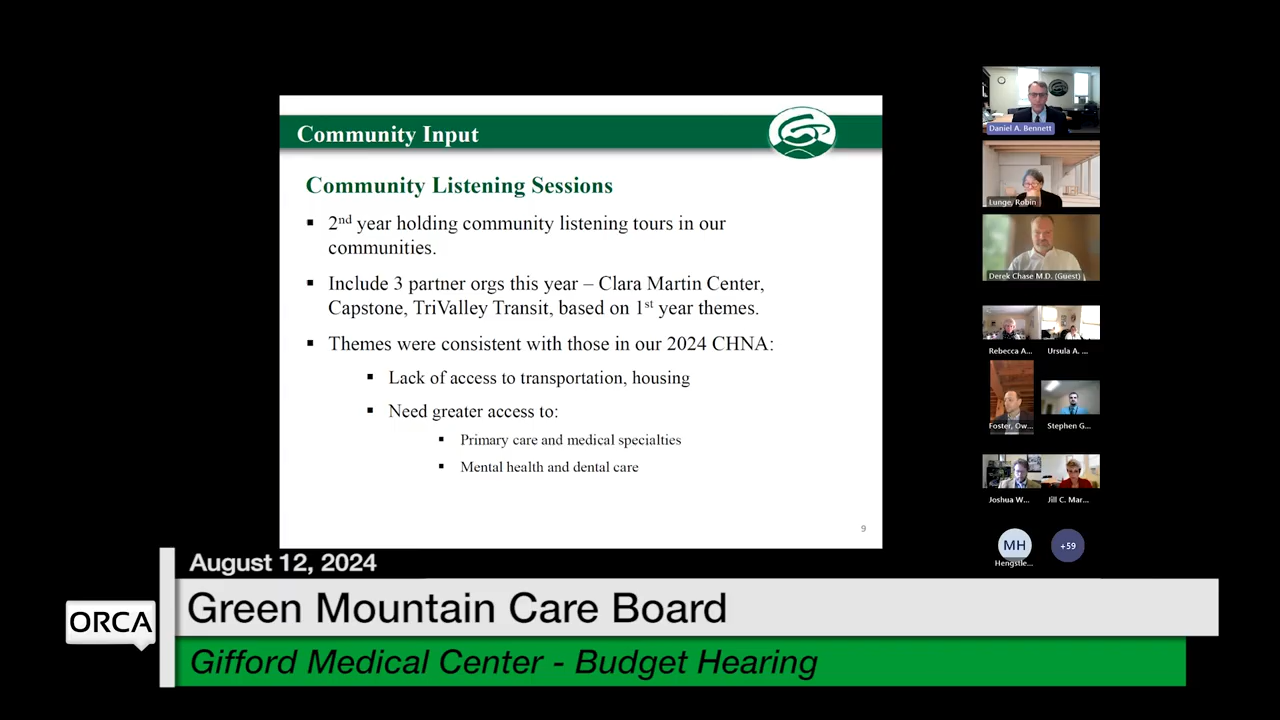 Community Input
Community Listening Sessions
▪ 2nd year holding community listening tours in our
communities.
▪ Include 3 partner orgs this year – Clara Martin Center,
Capstone, TriValley Transit, based on 1st year themes.
▪ Themes were consistent with those in our 2024 CHNA:
▪ Lack of access to transportation, housing
▪ Need greater access to:
▪ Primary care and medical specialties
▪ Mental health and dental care
9
Daniel A. Bennett
Lunge, Robin
Derek Chase M.D. (Guest)
Rebecca A...
Ursula A. ...
Foster, Ow...
Stephen G...
Joshua W...
Jill C. Mar...
MH
+59
Hengstle...
August 12, 2024
ORCA
Green Mountain Care Board
Gifford Medical Center - Budget Hearing